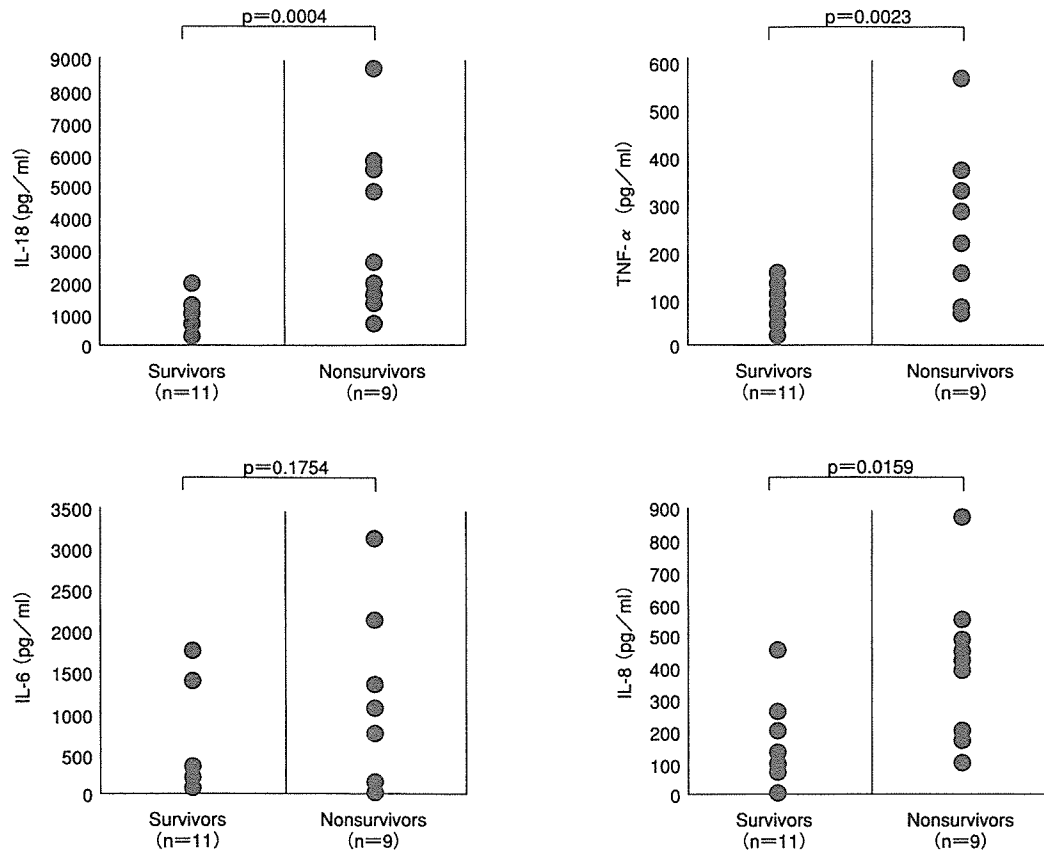 p=0.0004
IL-18 (pg/ml)
9000
8000
7000
6000
5000
4000
3000
2000
1000
0
Survivors
(n=11)
Nonsurvivors
(n=9)
p=0.0023
TNF-α (pg/ml)
600
500
400
300
200
100
0
Survivors
(n=11)
Nonsurvivors
(n=9)
p=0.1754
IL-6 (pg/ml)
3500
3000
2500
2000
1500
1000
500
0
Survivors
(n=11)
Nonsurvivors
(n=9)
p=0.0159
IL-8 (pg/ml)
900
800
700
600
500
400
300
200
100
0
Survivors
(n=11)
Nonsurvivors
(n=9)